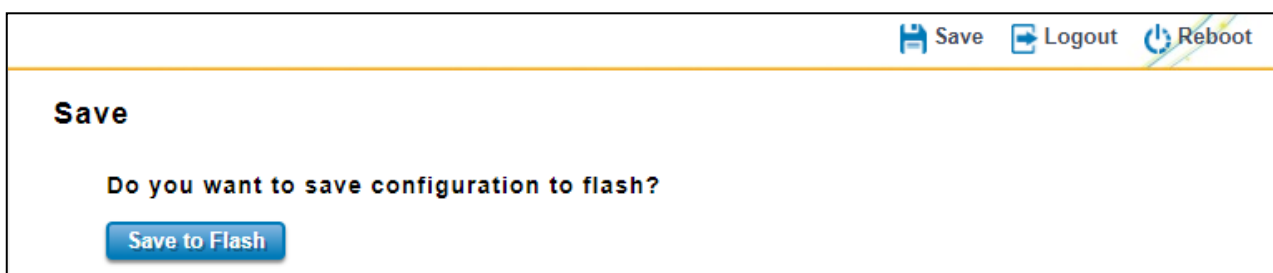 Save Logout Reboot
Save
Do you want to save configuration to flash?
Save to Flash